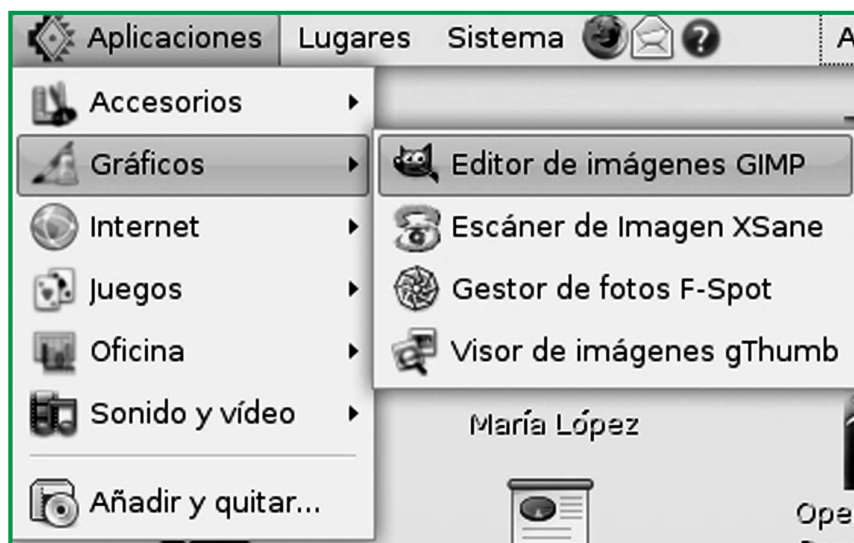 Aplicaciones Lugares Sistema A
Accesorios
Gráficos
Internet
Juegos
Oficina
Sonido y vídeo
Añadir y quitar...
Editor de imágenes GIMP
Escáner de Imagen XSane
Gestor de fotos F-Spot
Visor de imágenes gThumb
María López
Ope